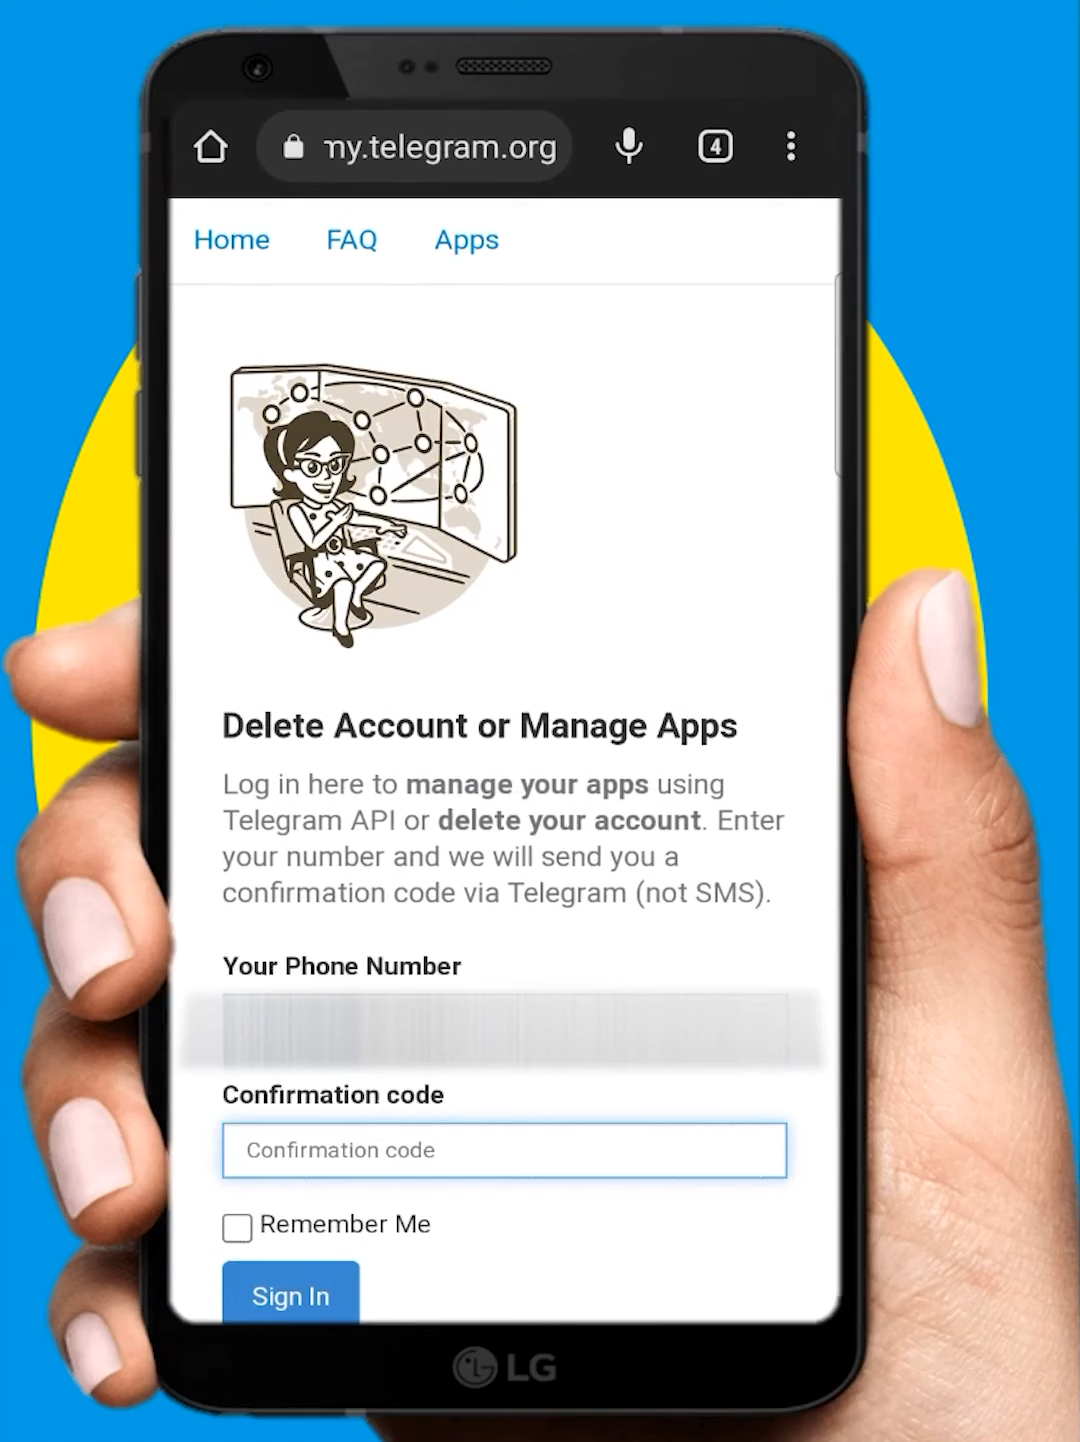 my.telegram.org
4
Home FAQ Apps
Delete Account or Manage Apps
Log in here to manage your apps using
Telegram API or delete your account. Enter
your number and we will send you a
confirmation code via Telegram (not SMS).
Your Phone Number
Confirmation code
Confirmation code
Remember Me
Sign In
LG